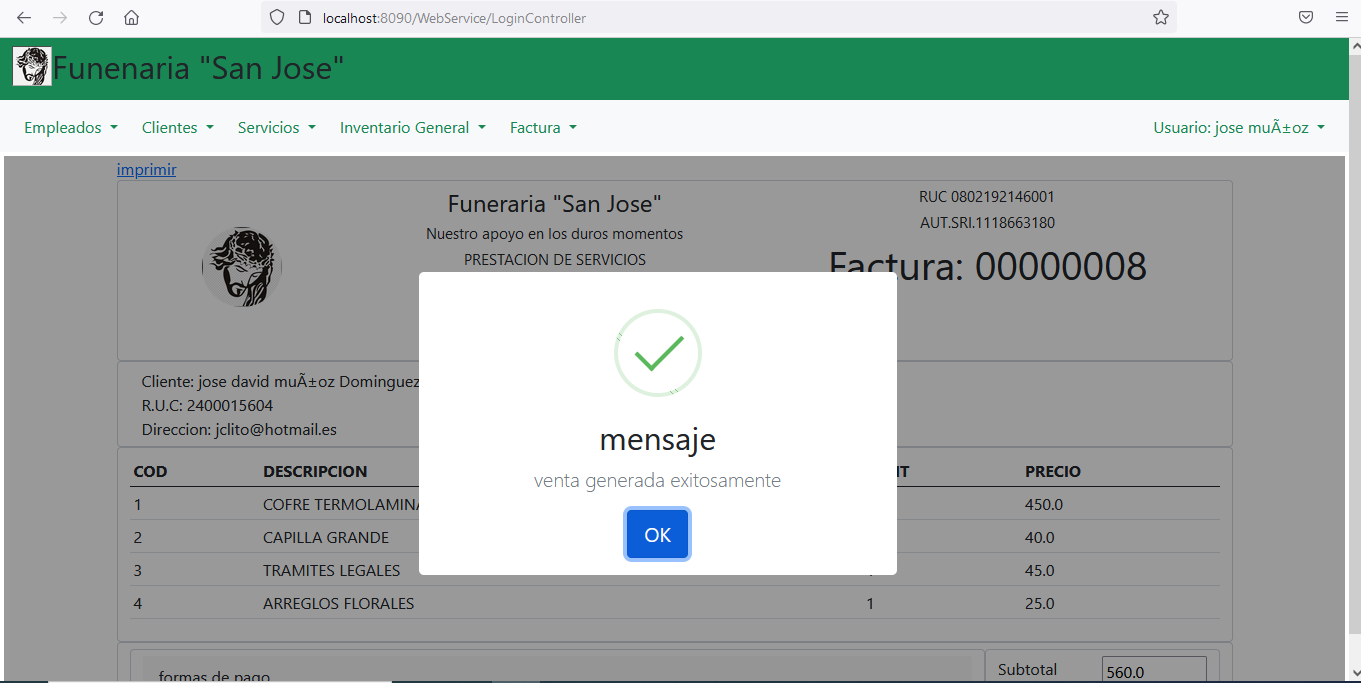 localhost:8090/WebService/LoginController
Funenaria "San Jose"
Empleados Clientes Servicios Inventario General Factura Usuario: jose muÃ±oz
imprimir
Funeraria "San Jose"
Nuestro apoyo en los duros momentos
PRESTACION DE SERVICIOS
RUC 0802192146001
AUT.SRI.1118663180
Factura: 00000008
Cliente: jose david muÃ±oz Dominguez
R.U.C: 2400015604
Direccion: jclito@hotmail.es
mensaje
venta generada exitosamente
OK
COD DESCRIPCION PRECIO
1 COFRE 450.0
2 CAPILLA GRANDE 40.0
3 TRAMITES LEGALES 45.0
4 ARREGLOS FLORALES 1 25.0
formas de pago
Subtotal 560.0